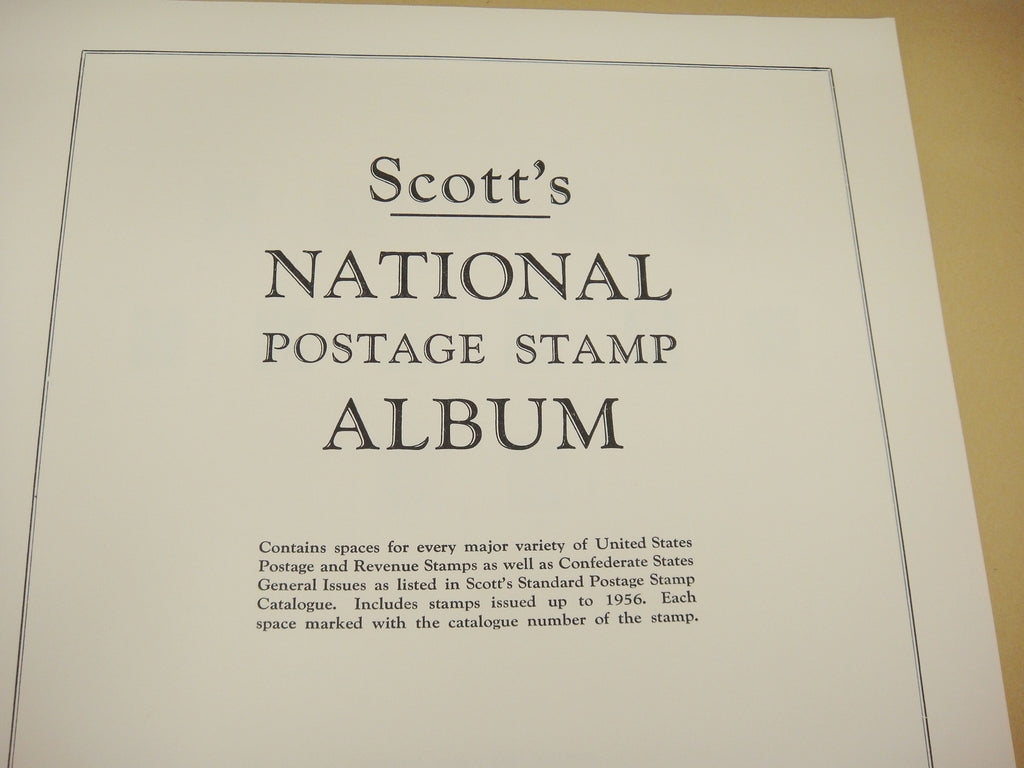 Scott's
NATIONAL
POSTAGE STAMP
ALBUM
Contains spaces for every major variety of United States
Postage and Revenue Stamps as well as Confederate States
General Issues as listed in Scott's Standard Postage Stamp
Catalogue. Includes stamps issued up to 1956. Each
space marked with the catalogue number of the stamp.